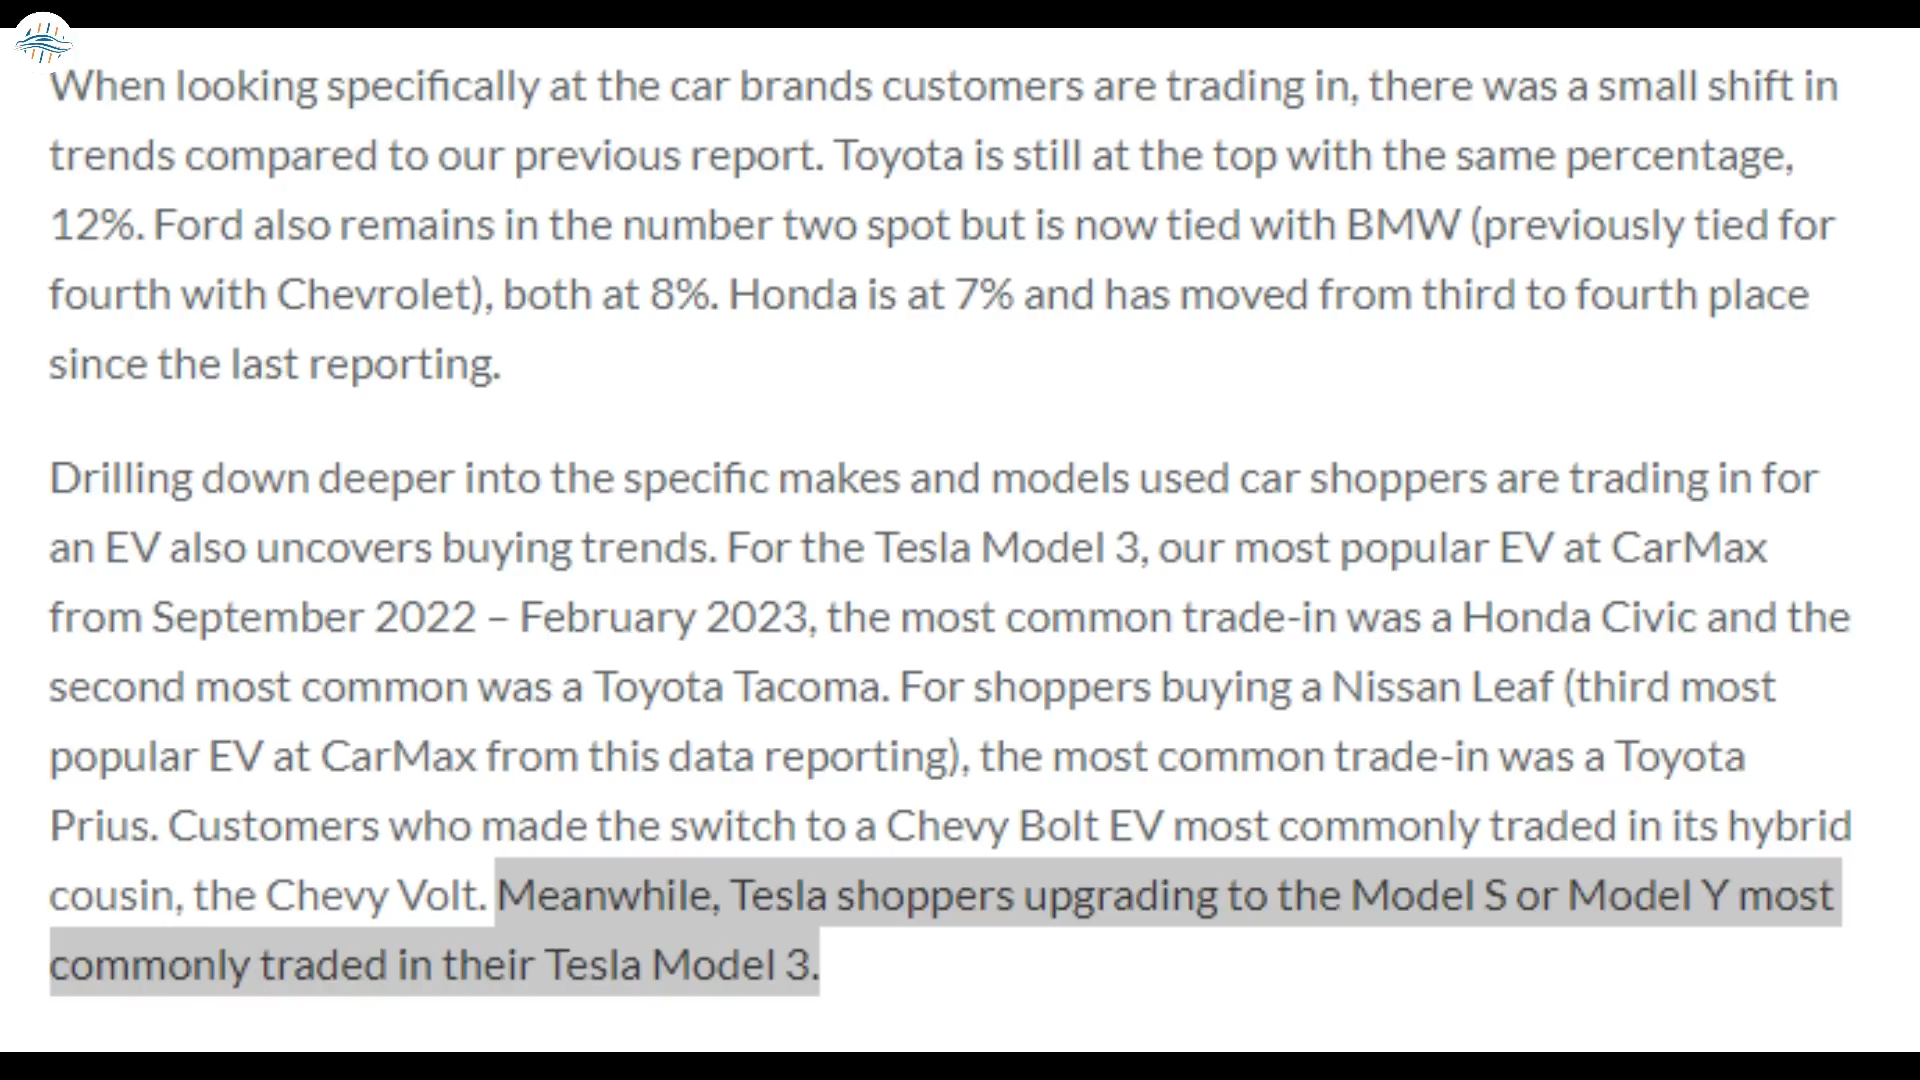 When looking specifically at the car brands customers are trading in, there was a small shift in
trends compared to our previous report. Toyota is still at the top with the same percentage,
12%. Ford also remains in the number two spot but is now tied with BMW (previously tied for
fourth with Chevrolet), both at 8%. Honda is at 7% and has moved from third to fourth place
since the last reporting.
Drilling down deeper into the specific makes and models used car shoppers are trading in for
an EV also uncovers buying trends. For the Tesla Model 3, our most popular EV at CarMax
from September 2022 – February 2023, the most common trade-in was a Honda Civic and the
second most common was a Toyota Tacoma. For shoppers buying a Nissan Leaf (third most
popular EV at CarMax from this data reporting), the most common trade-in was a Toyota
Prius. Customers who made the switch to a Chevy Bolt EV most commonly traded in its hybrid
cousin, the Chevy Volt. Meanwhile, Tesla shoppers upgrading to the Model S or Model Y most
commonly traded in their Tesla Model 3.